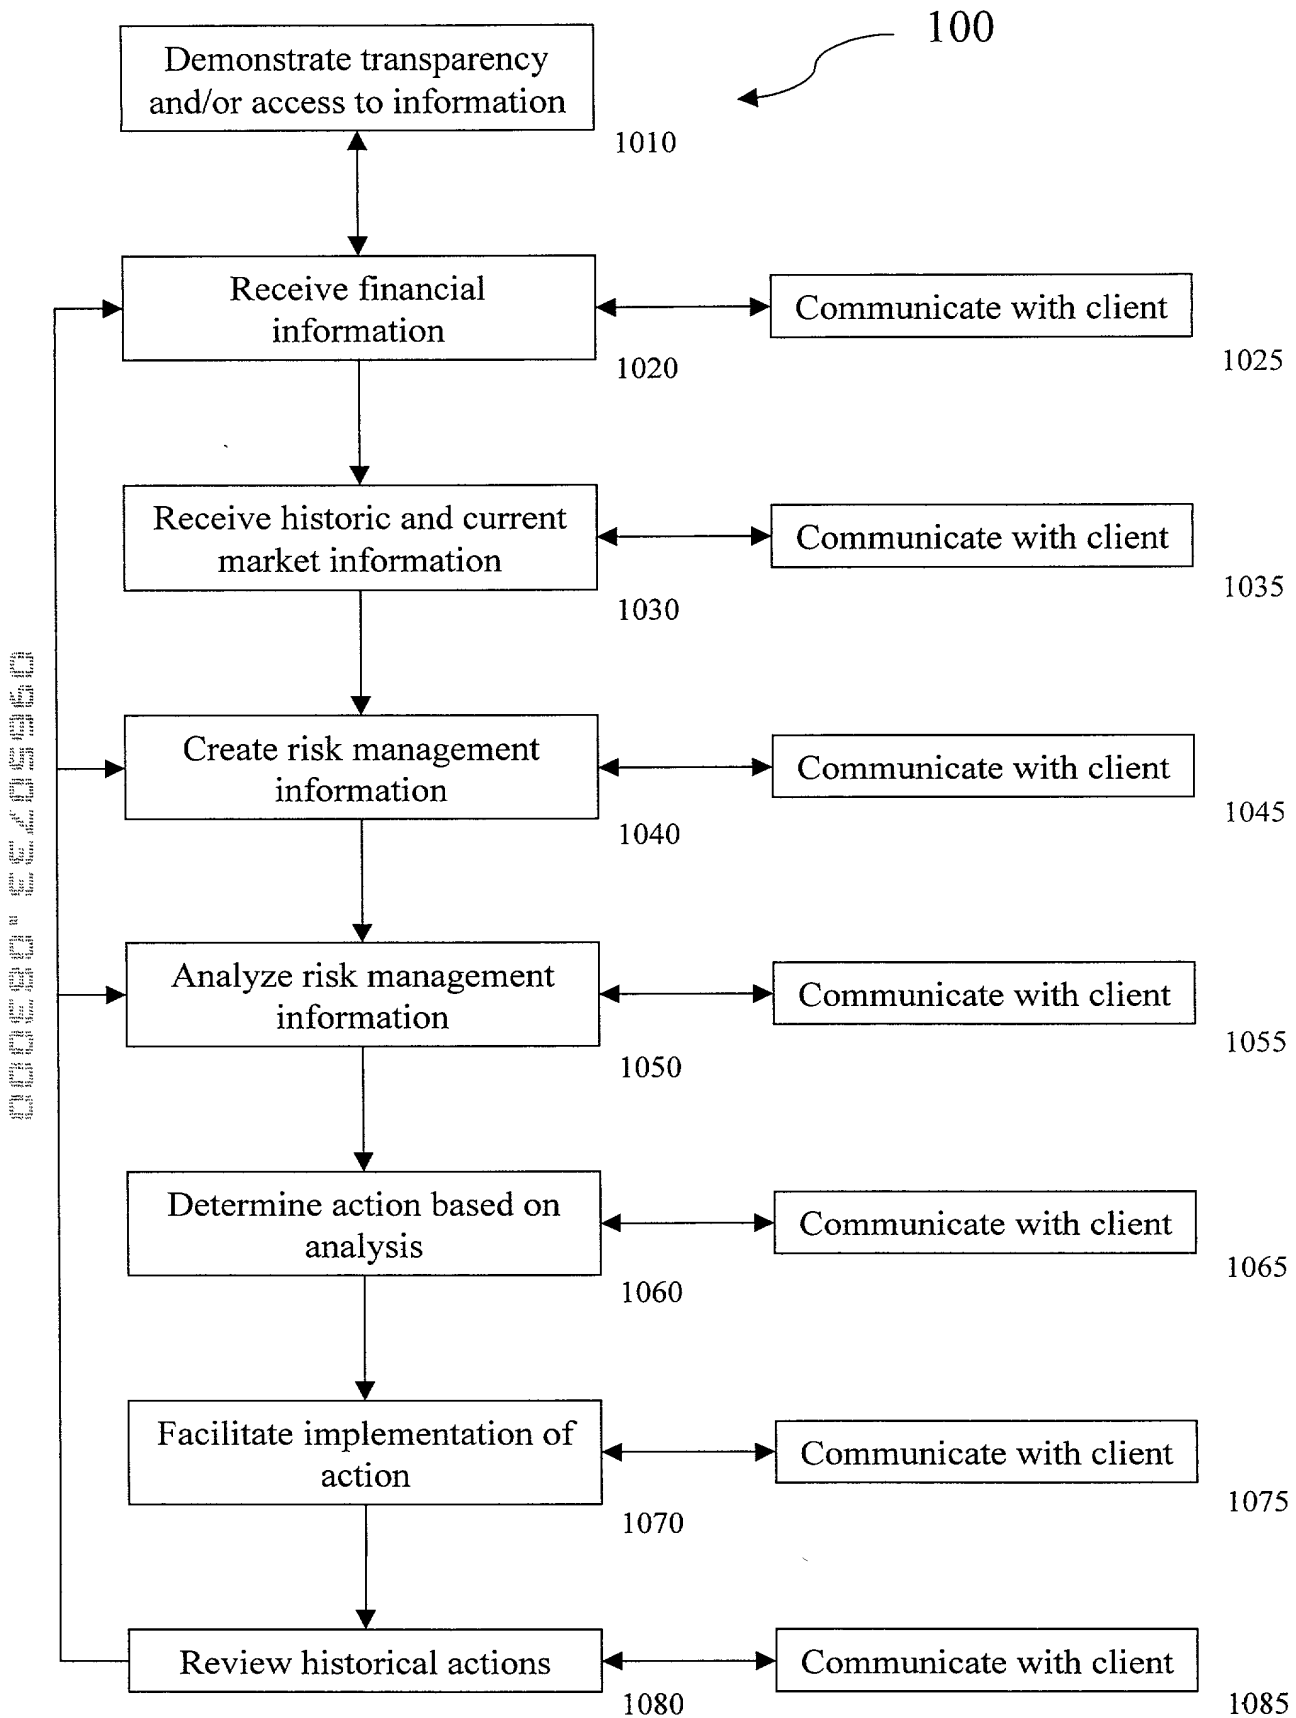 100
Demonstrate transparency
and/or access to information
1010
Receive financial
information
1020
Communicate with client
1025
Receive historic and current
market information
1030
Communicate with client
1035
Create risk management
information
1040
Communicate with client
1045
Analyze risk management
information
1050
Communicate with client
1055
Determine action based on
analysis
1060
Communicate with client
1065
Facilitate implementation of
action
1070
Communicate with client
1075
Review historical actions
1080
Communicate with client
1085